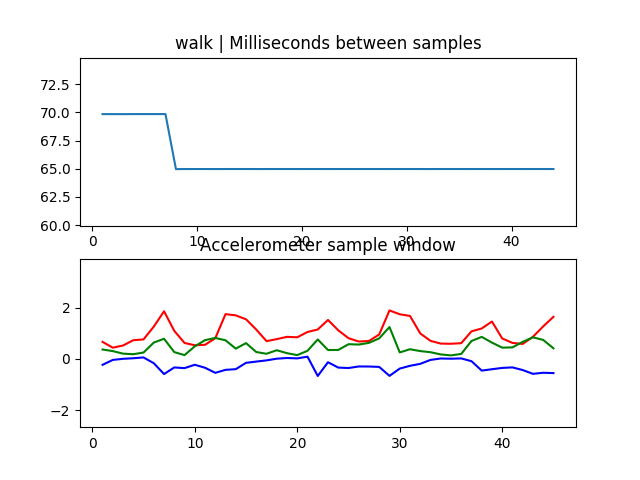 walk | Milliseconds between samples
72.5
70.0
67.5
65.0
62.5
60.0
0 10 20 30 40
Accelerometer sample window
2
0
−2
0 10 20 30 40